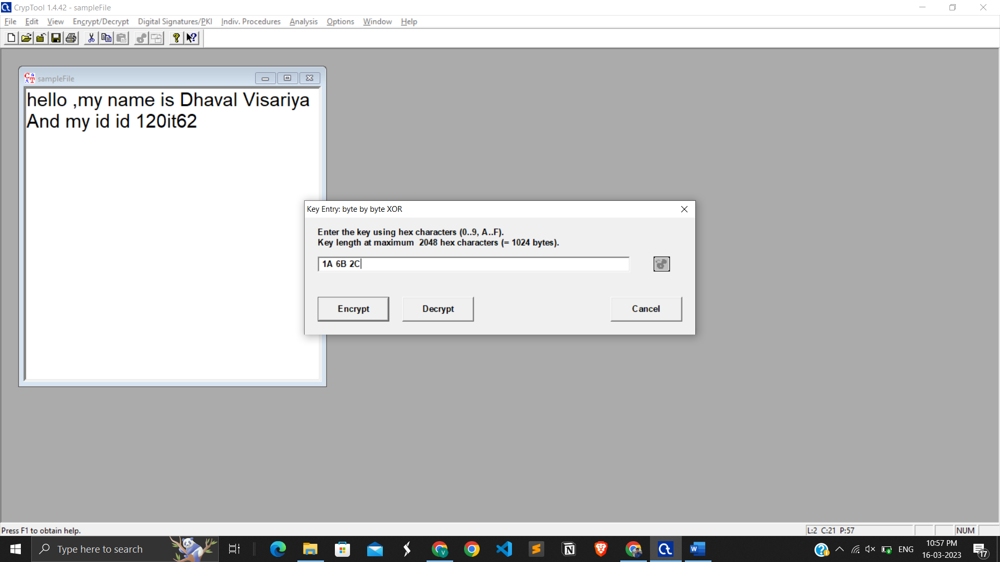 CrypTool 1.4.42 - sampleFile
File Edit View Encrypt/Decrypt Digital Signatures/PKI Indiv. Procedures Analysis Options Window Help
sampleFile
hello ,my name is Dhaval Visariya
And my id id 120it62
Key Entry: byte by byte XOR
Enter the key using hex characters (0..9, A..F).
Key length at maximum 2048 hex characters (= 1024 bytes).
1A 6B 2C
Encrypt Decrypt Cancel
Press F1 to obtain help.
L:2 C:21 P:57
NUM
Type here to search
ENG
10:57 PM
16-03-2023
17